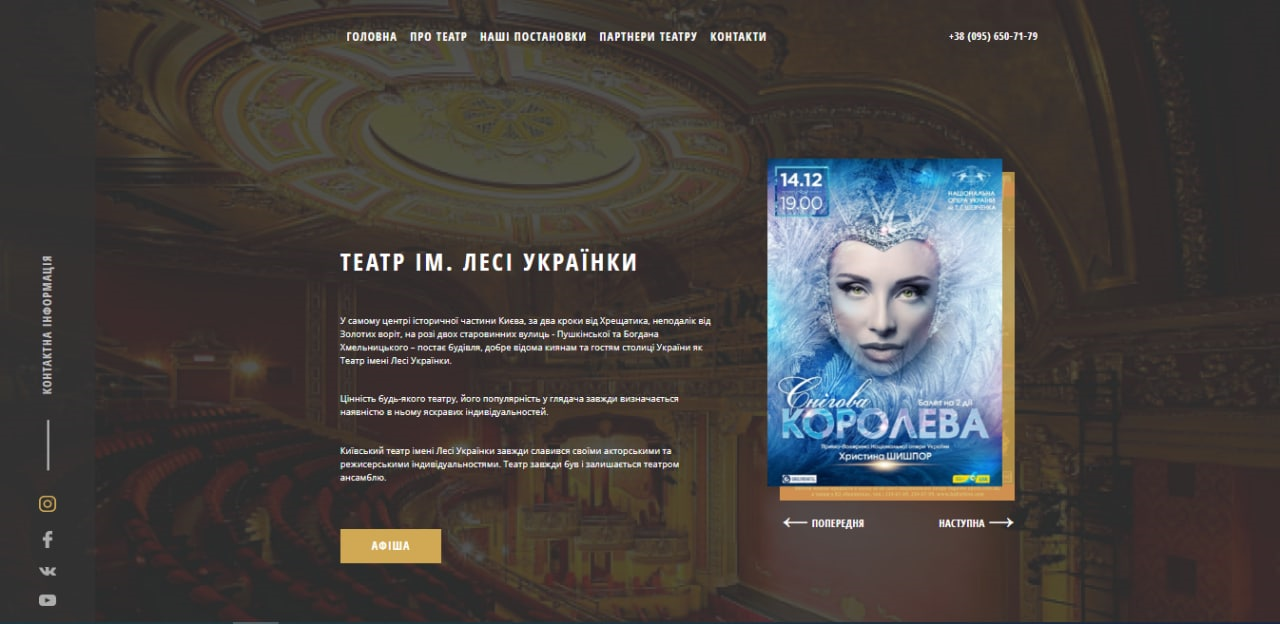 ГОЛОВНА ПРО ТЕАТР НАШІ ПОСТАНОВКИ ПАРТНЕРИ ТЕАТРУ КОНТАКТИ
+38 (095) 650-71-79
КОНТАКТНА ІНФОРМАЦІЯ
ТЕАТР ІМ. ЛЕСІ УКРАЇНКИ
У самому центрі історичної частини Києва, за два кроки від Хрещатика, неподалік від
Золотих воріт, на розі двох старовинних вулиць - Пушкінської та Богдана
Хмельницького – постає будівля, добре відома киянам та гостям столиці України як
Театр імені Лесі Українки.
Цінність будь-якого театру, його популярність у глядача завжди визначається
наявністю в ньому яскравих індивідуальностей.
Київський театр імені Лесі Українки завжди славився своїми акторськими та
режисерськими індивідуальностями. Театр завжди був і залишається театром
ансамблю.
АФІША
14.12
19.00
НАЦІОНАЛЬНА
ОПЕРА УКРАЇНИ
ім. Т.Г. ШЕВЧЕНКА
Снігова
Балет на 2 дії
КОРОЛЕВА
Прима-балерина Національної опери України
Христина ШИШПОР
ПОПЕРЕДНЯ
НАСТУПНА